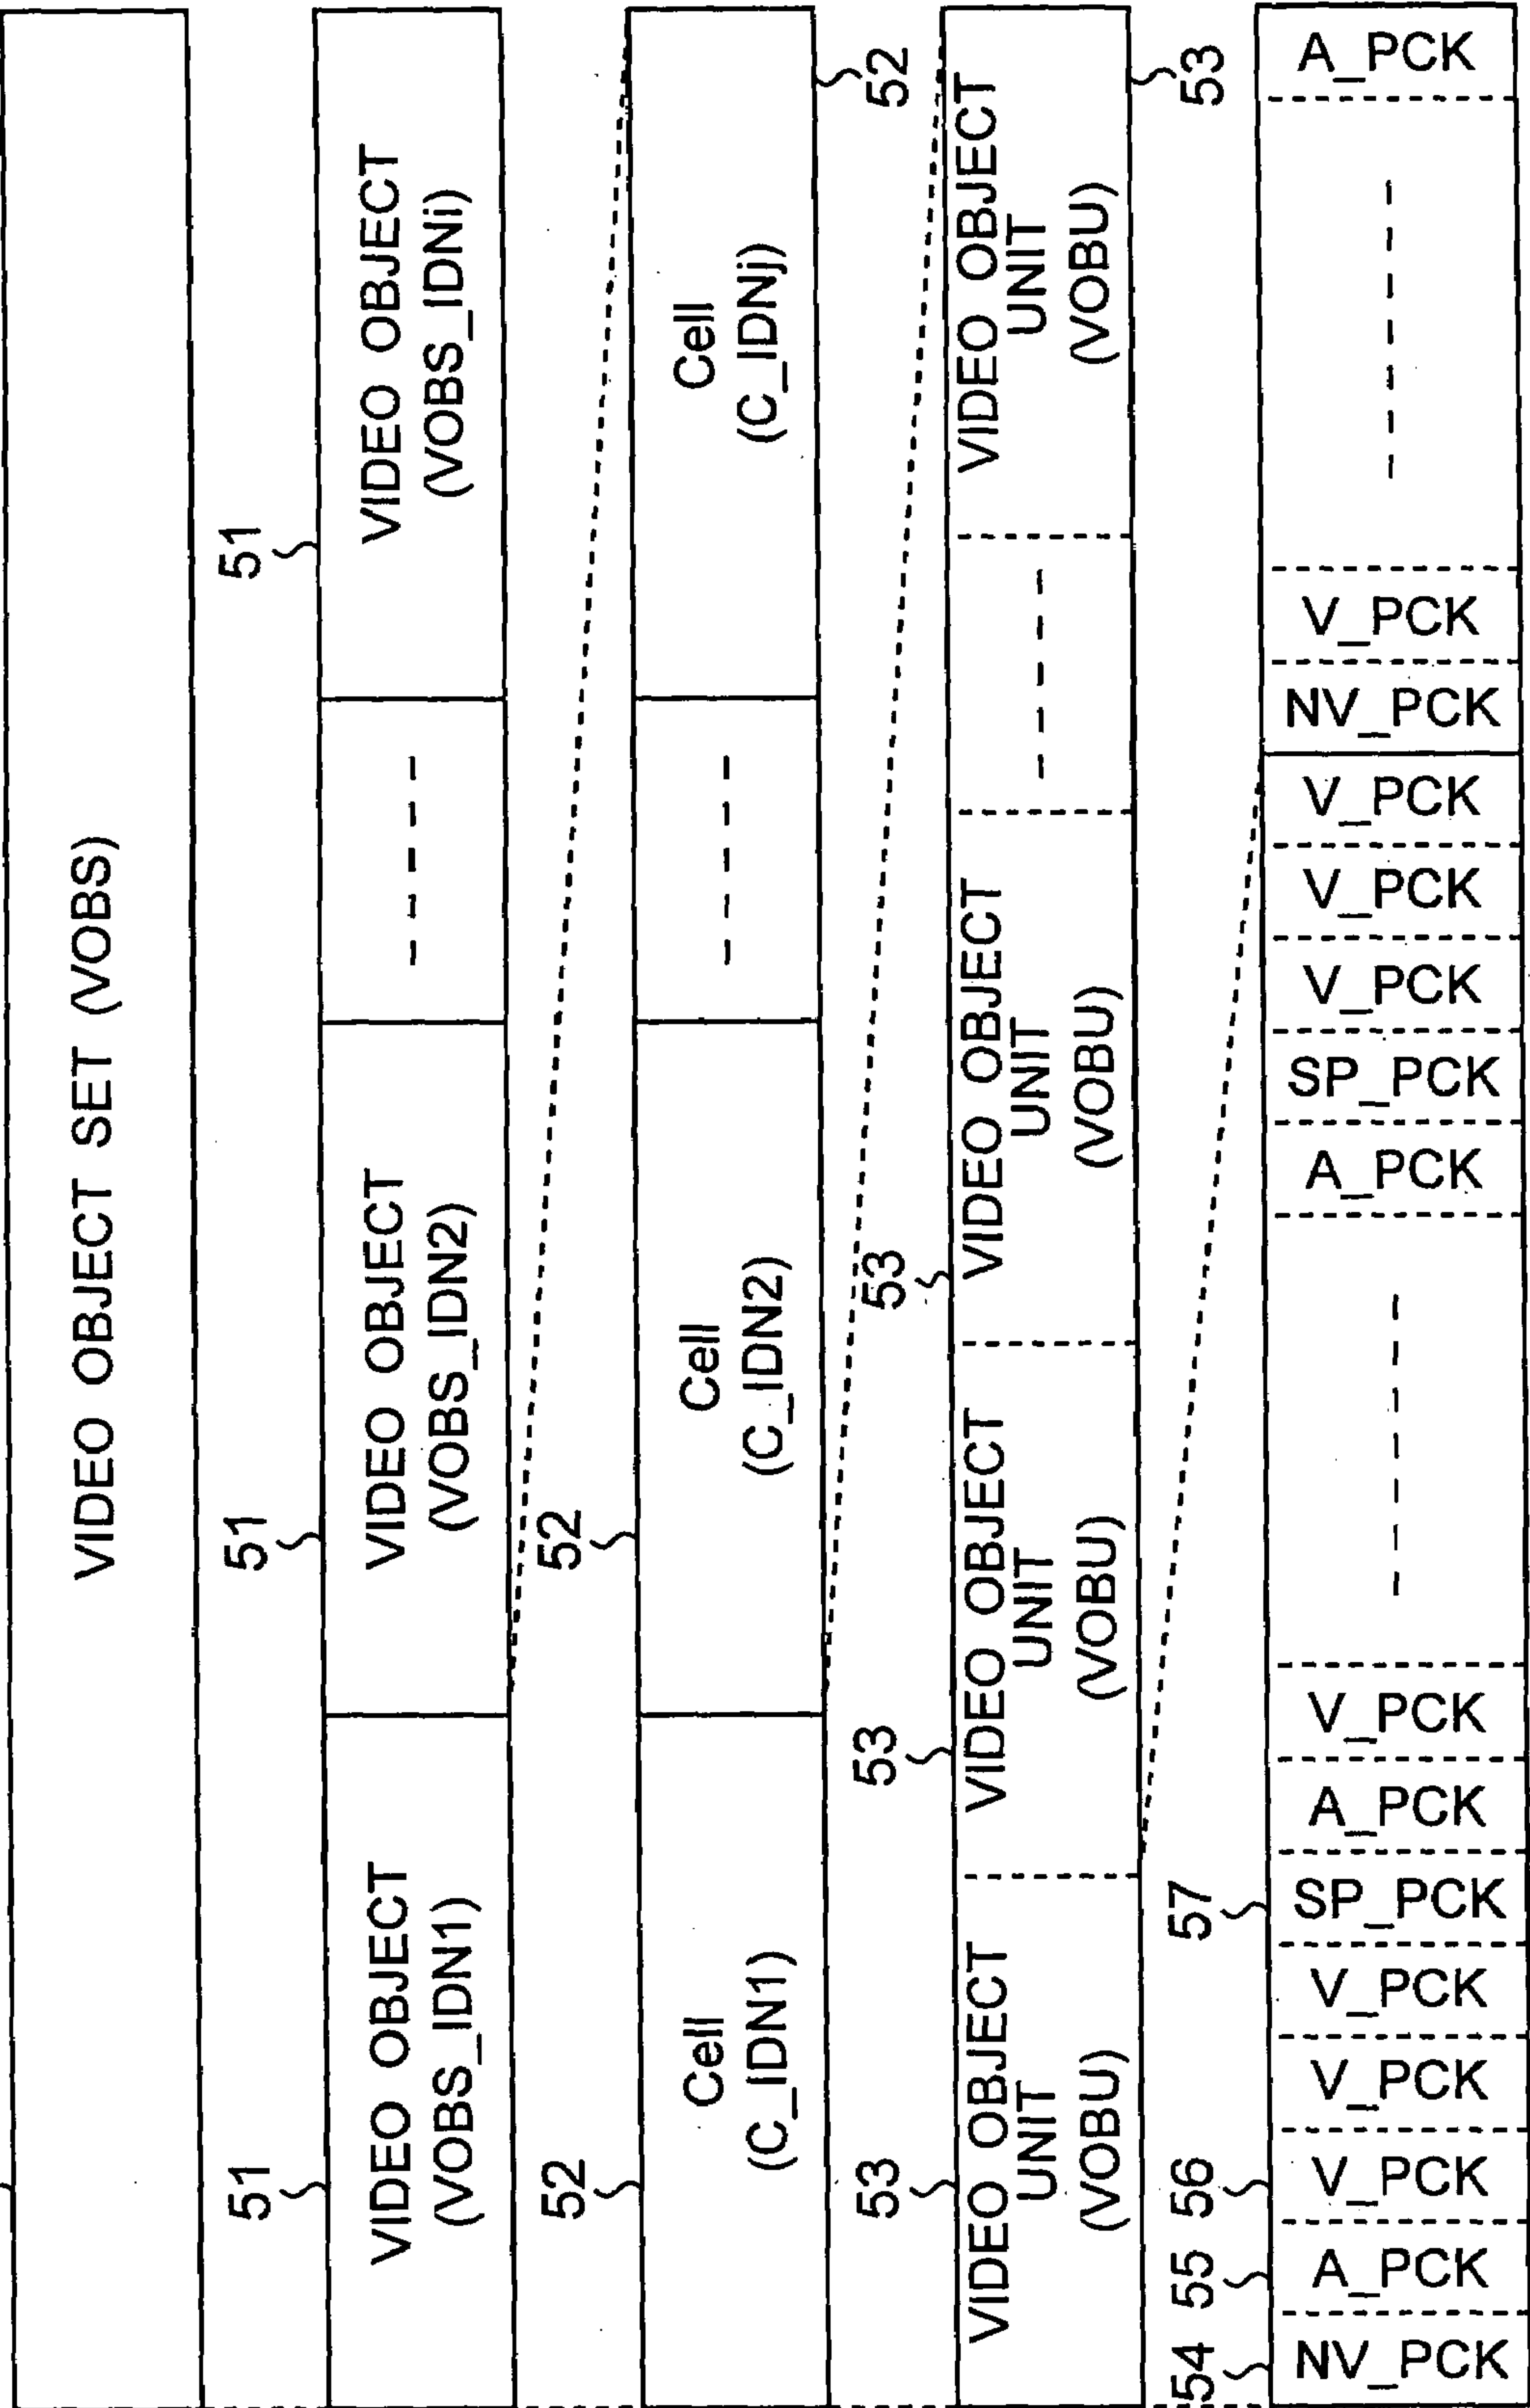 VIDEO OBJECT SET (VOBS)
51
51
51
VIDEO OBJECT
(VOBS_IDN1)
VIDEO OBJECT
(VOBS_IDN2)
VIDEO OBJECT
(VOBS_IDNi)
52
52
Cell
(C_IDN1)
Cell
(C_IDN2)
Cell
(C_IDNj)
52
53
53
53
VIDEO OBJECT
UNIT
(VOBU)
VIDEO OBJECT
UNIT
(VOBU)
VIDEO OBJECT
UNIT
(VOBU)
VIDEO OBJECT
UNIT
(VOBU)
53
54
55
56
57
NV_PCK
A_PCK
V_PCK
V_PCK
V_PCK
SP_PCK
A_PCK
V_PCK
A_PCK
SP_PCK
V_PCK
V_PCK
V_PCK
NV_PCK
V_PCK
A_PCK